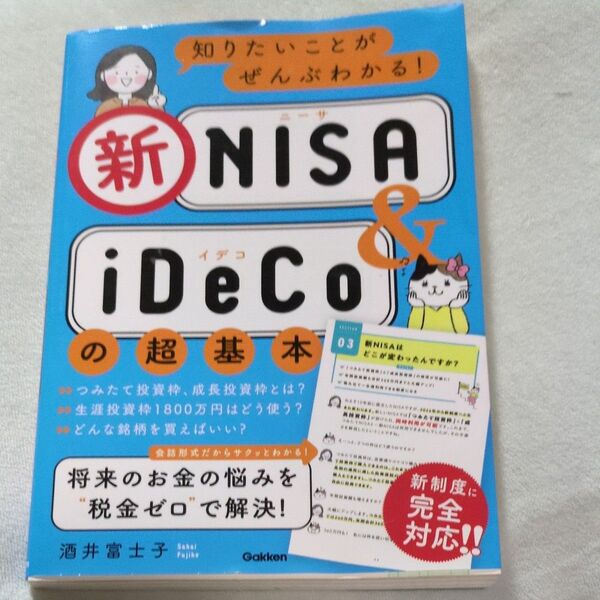 知りたいことが
ぜんぶわかる!
ニーサ
新NISA
&
イデコ
iDeCo
の超基本
>>>つみたて投資枠、成長投資枠とは?
>>>生涯投資枠1800万円はどう使う?
>>>どんな銘柄を買えばいい?
会話形式だからサクッとわかる!
将来のお金の悩みを
"税金ゼロ"で解決!
酒井富士子
Sakai
Fujiko
Gakken
SECTION
03
新NISAは
どこが変わったんですか?
新制度に
完全
対応!!